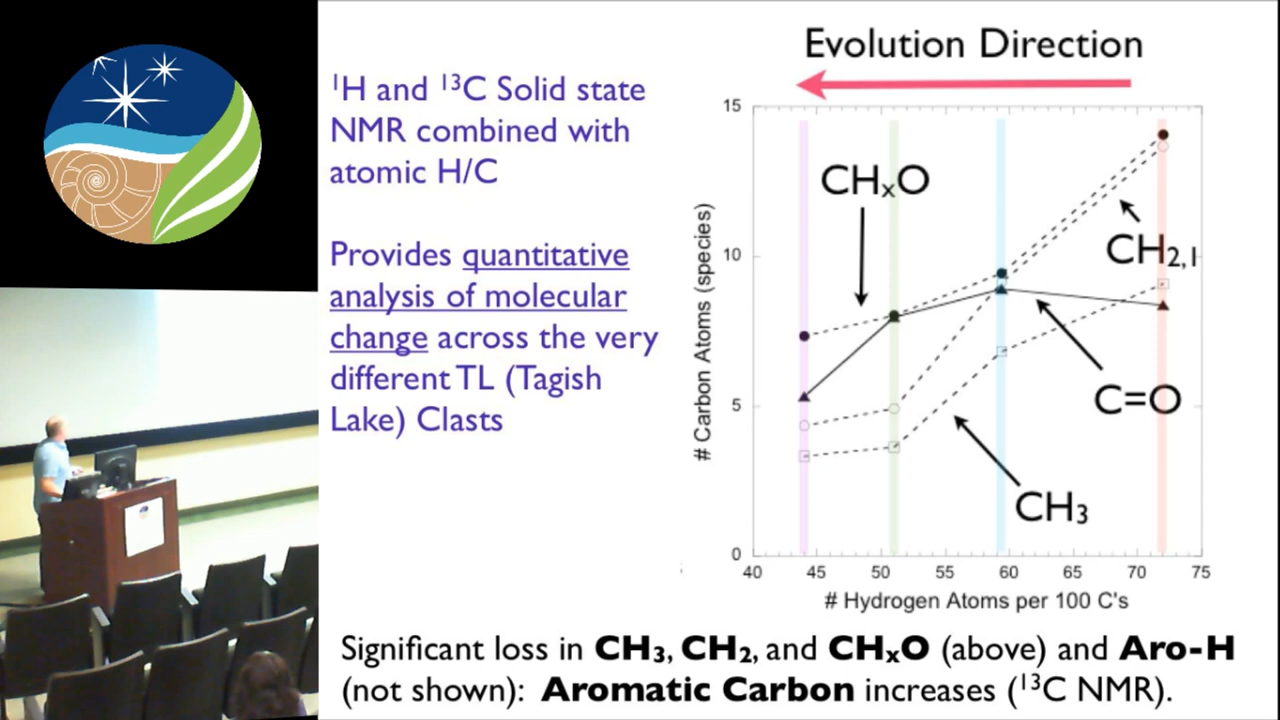 Evolution Direction
¹H and ¹³C Solid state
NMR combined with
atomic H/C
Provides quantitative
analysis of molecular
change across the very
different TL (Tagish
Lake) Clasts
# Carbon Atoms (species)
15
10
5
0
CHₓO
CH₂,₁
C=O
CH₃
40 45 50 55 60 65 70 75
# Hydrogen Atoms per 100 C's
Significant loss in CH₃, CH₂, and CHₓO (above) and Aro-H
(not shown): Aromatic Carbon increases (¹³C NMR).